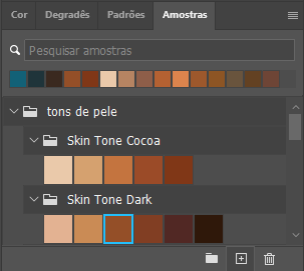 Cor Degradês Padrões Amostras
Pesquisar amostras
tons de pele
Skin Tone Cocoa
Skin Tone Dark